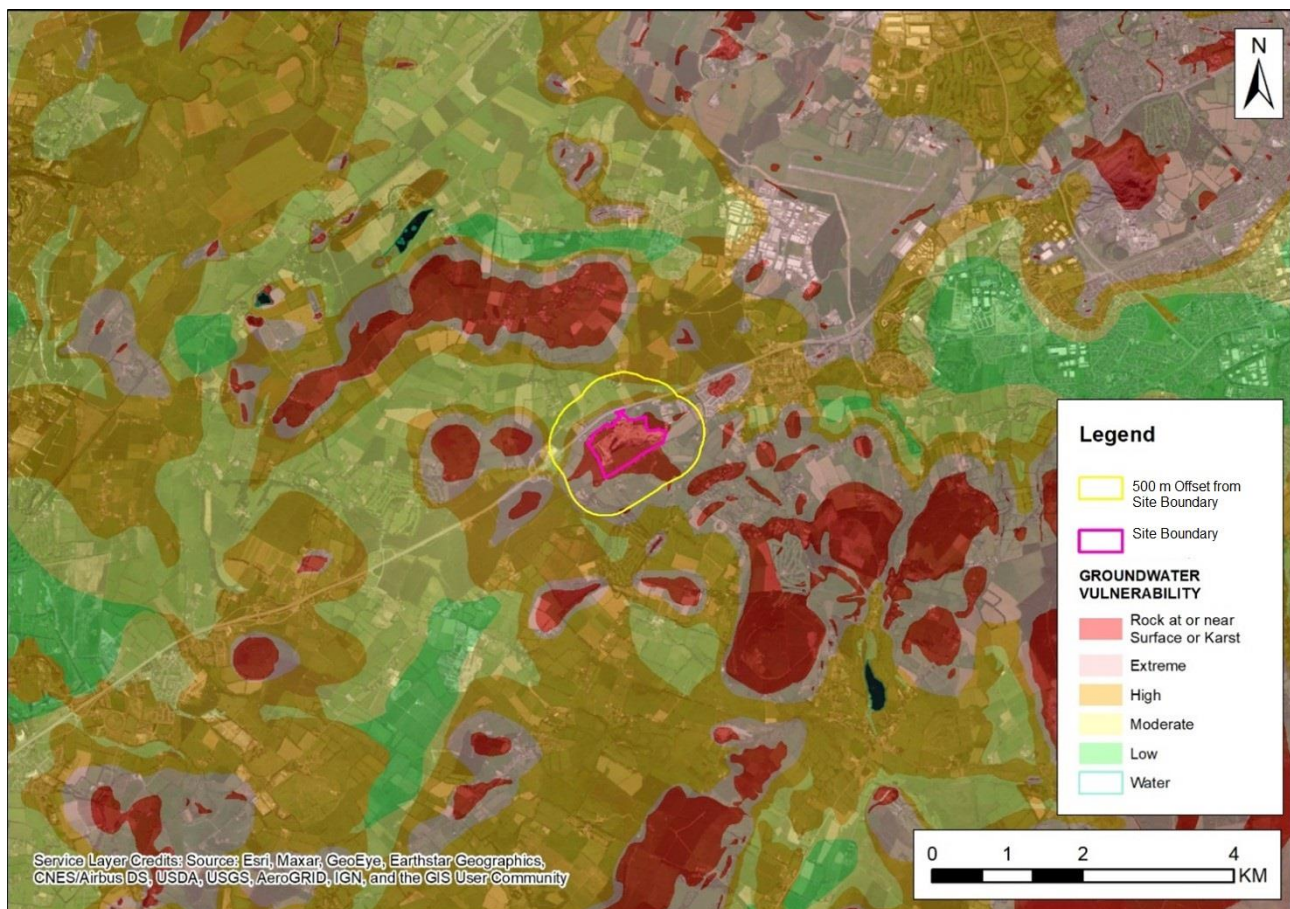 N
Legend
500 m Offset from
Site Boundary
Site Boundary
GROUNDWATER
VULNERABILITY
Rock at or near
Surface or Karst
Extreme
High
Moderate
Low
Water
0 1 2 4
KM
Service Layer Credits: Source: Esri, Maxar, GeoEye, Earthstar Geographics,
CNES/Airbus DS, USDA, USGS, AeroGRID, IGN, and the GIS User Community